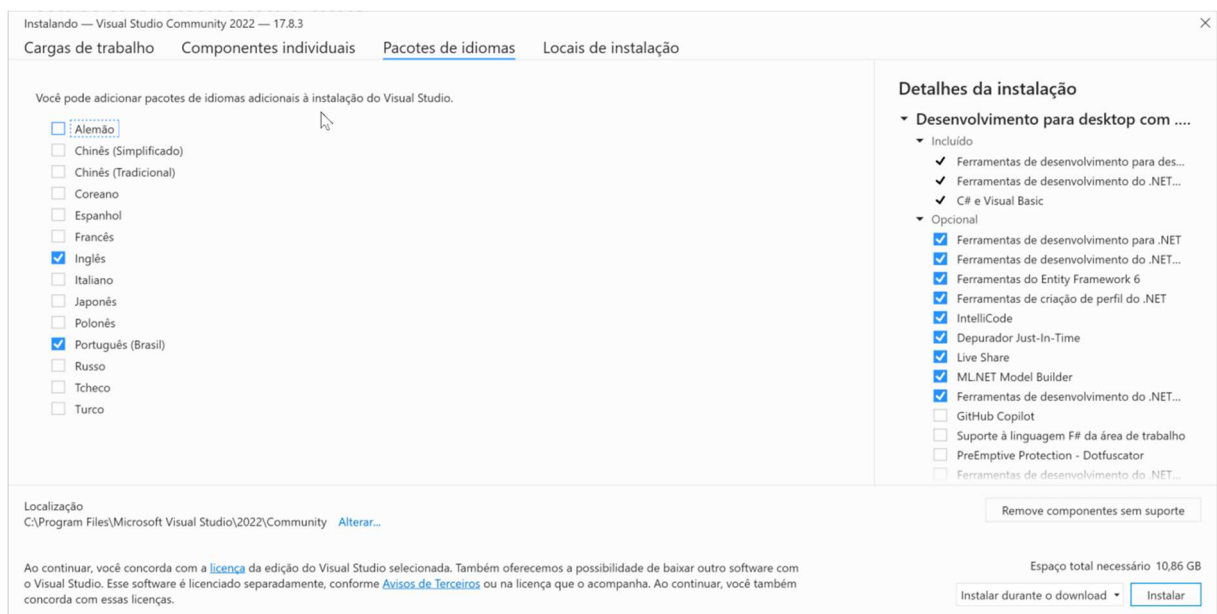 Instalando — Visual Studio Community 2022 — 17.8.3
Cargas de trabalho Componentes individuais Pacotes de idiomas Locais de instalação
Você pode adicionar pacotes de idiomas adicionais à instalação do Visual Studio.
Alemão
Chinês (Simplificado)
Chinês (Tradicional)
Coreano
Espanhol
Francês
Inglês
Italiano
Japonês
Polonês
Português (Brasil)
Russo
Tcheco
Turco
Detalhes da instalação
Desenvolvimento para desktop com ....
Incluído
Ferramentas de desenvolvimento para des...
Ferramentas de desenvolvimento do .NET...
C# e Visual Basic
Opcional
Ferramentas de desenvolvimento para .NET
Ferramentas de desenvolvimento do .NET...
Ferramentas do Entity Framework 6
Ferramentas de criação de perfil do .NET
IntelliCode
Depurador Just-In-Time
Live Share
ML.NET Model Builder
Ferramentas de desenvolvimento do .NET...
GitHub Copilot
Suporte à linguagem F# da área de trabalho
PreEmptive Protection - Dotfuscator
Ferramentas de desenvolvimento do .NET...
Localização
C:\Program Files\Microsoft Visual Studio\2022\Community Alterar...
Remove componentes sem suporte
Ao continuar, você concorda com a licença da edição do Visual Studio selecionada. Também oferecemos a possibilidade de baixar outro software com
o Visual Studio. Esse software é licenciado separadamente, conforme Avisos de Terceiros ou na licença que o acompanha. Ao continuar, você também
concorda com essas licenças.
Espaço total necessário 10,86 GB
Instalar durante o download Instalar